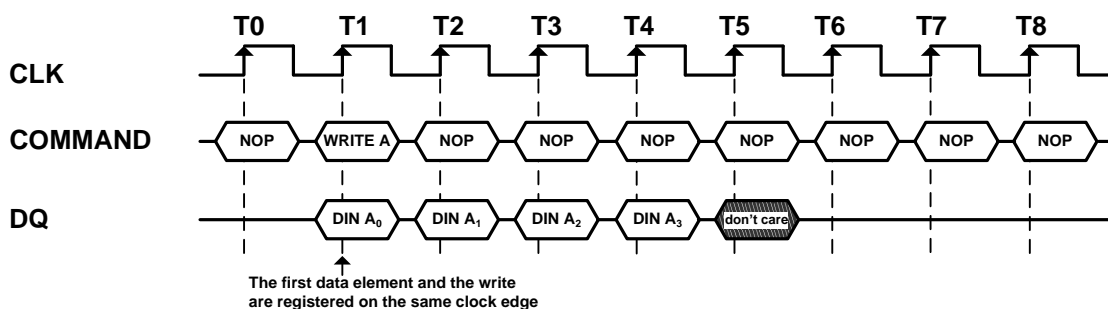 T0 T1 T2 T3 T4 T5 T6 T7 T8
CLK
COMMAND NOP WRITE A NOP NOP NOP NOP NOP NOP NOP
DQ DIN A0 DIN A1 DIN A2 DIN A3 don't care
The first data element and the write
are registered on the same clock edge